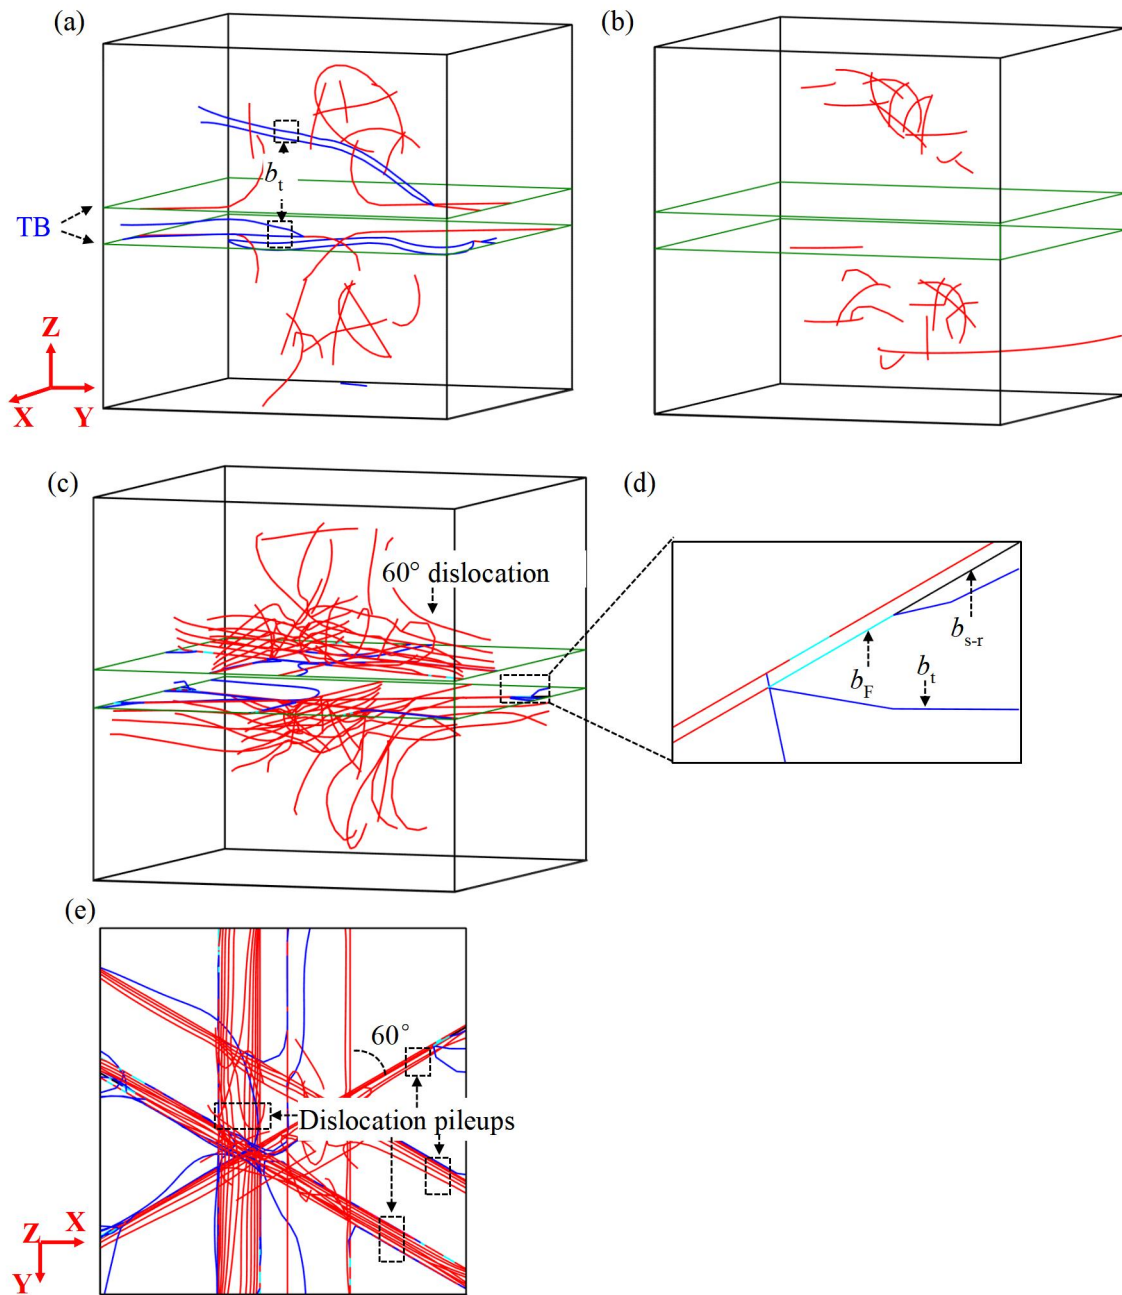 (a)
(b)
b_t
TB
Z
X
Y
(c)
(d)
60° dislocation
b_s-r
b_F
b_t
(e)
60°
Dislocation pileups
Z
X
Y